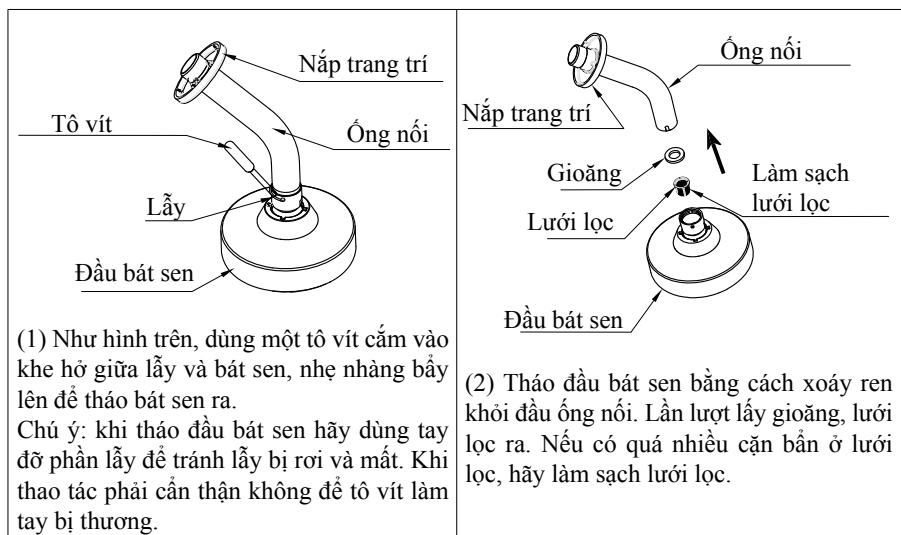 Nắp trang trí
Tô vít
Ống nối
Lẫy
Đầu bát sen
(1) Như hình trên, dùng một tô vít cắm vào
khe hở giữa lẫy và bát sen, nhẹ nhàng bẩy
lên để tháo bát sen ra.
Chú ý: khi tháo đầu bát sen hãy dùng tay
đỡ phần lẫy để tránh lẫy bị rơi và mất. Khi
thao tác phải cẩn thận không để tô vít làm
tay bị thương.
Ống nối
Nắp trang trí
Gioăng
Làm sạch
lưới lọc
Lưới lọc
Đầu bát sen
(2) Tháo đầu bát sen bằng cách xoáy ren
khỏi đầu ống nối. Lần lượt lấy gioăng, lưới
lọc ra. Nếu có quá nhiều cặn bẩn ở lưới
lọc, hãy làm sạch lưới lọc.